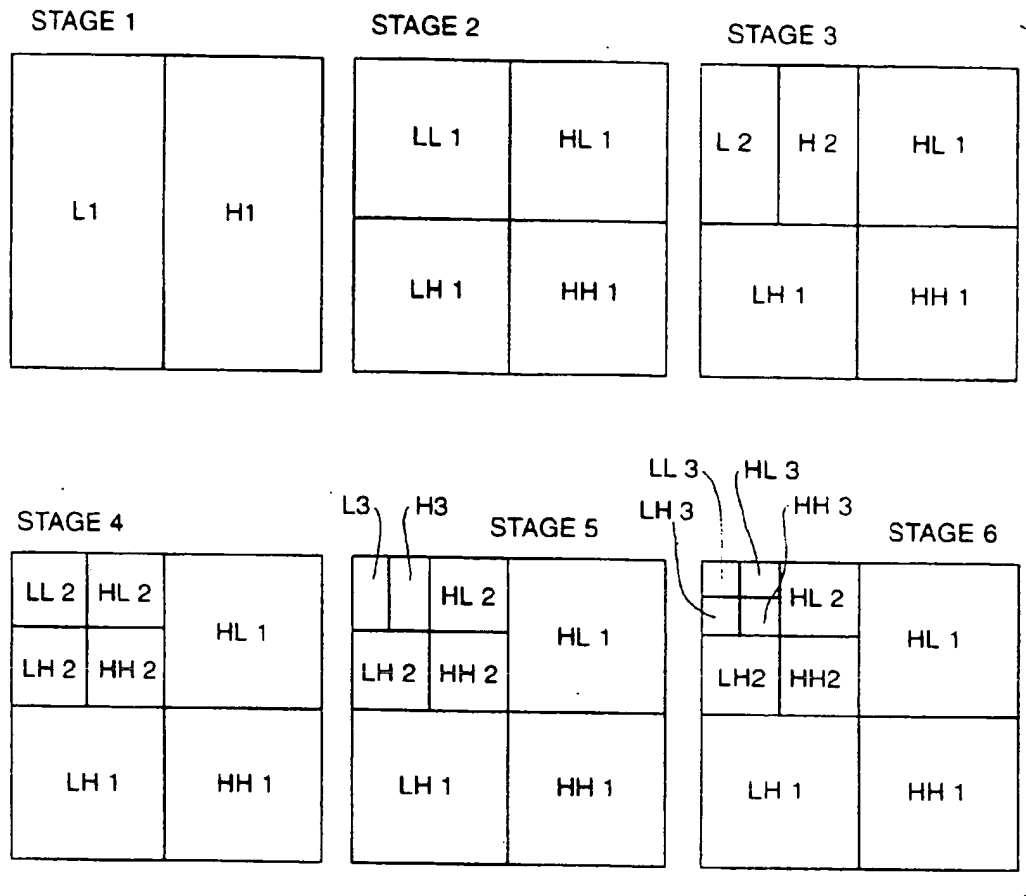 STAGE 1
L1
H1
STAGE 2
LL 1
HL 1
LH 1
HH 1
STAGE 3
L 2
H 2
HL 1
LH 1
HH 1
STAGE 4
LL 2
HL 2
HL 1
LH 2
HH 2
LH 1
HH 1
L3
H3
STAGE 5
HL 2
HL 1
LH 2
HH 2
LH 1
HH 1
LL 3
HL 3
LH 3
HH 3
STAGE 6
HL 2
HL 1
LH2
HH2
LH 1
HH 1